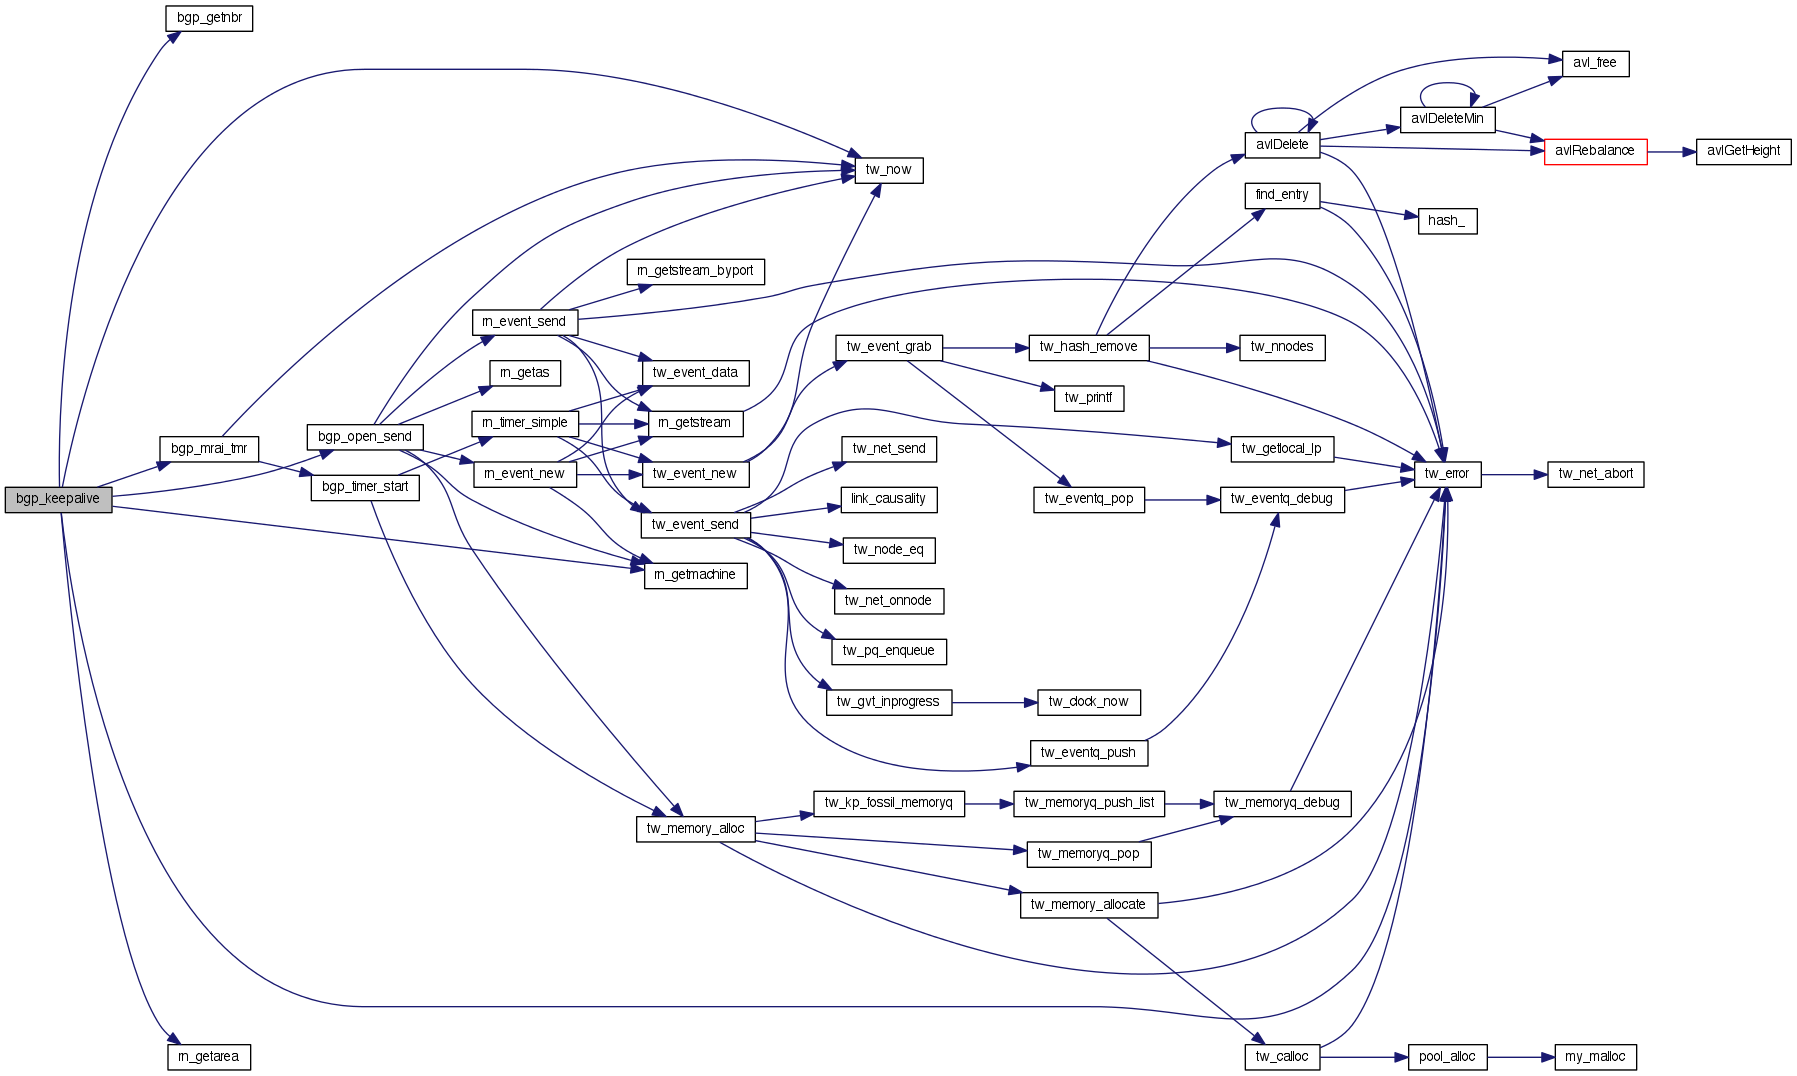 bgp_getnbr
avl_free
avlDeleteMin
avlDelete
avlRebalance
avlGetHeight
tw_now
find_entry
hash_
rn_getstream_byport
rn_event_send
tw_event_grab
tw_hash_remove
tw_nnodes
rn_getas
tw_event_data
tw_printf
rn_timer_simple
rn_getstream
bgp_open_send
bgp_mrai_tmr
tw_net_send
tw_getlocal_lp
rn_event_new
tw_event_new
tw_error
tw_net_abort
bgp_timer_start
bgp_keepalive
link_causality
tw_eventq_pop
tw_eventq_debug
tw_event_send
tw_node_eq
rn_getmachine
tw_net_onnode
tw_pq_enqueue
tw_gvt_inprogress
tw_clock_now
tw_eventq_push
tw_kp_fossil_memoryq
tw_memoryq_push_list
tw_memoryq_debug
tw_memory_alloc
tw_memoryq_pop
tw_memory_allocate
rn_getarea
tw_calloc
pool_alloc
my_malloc